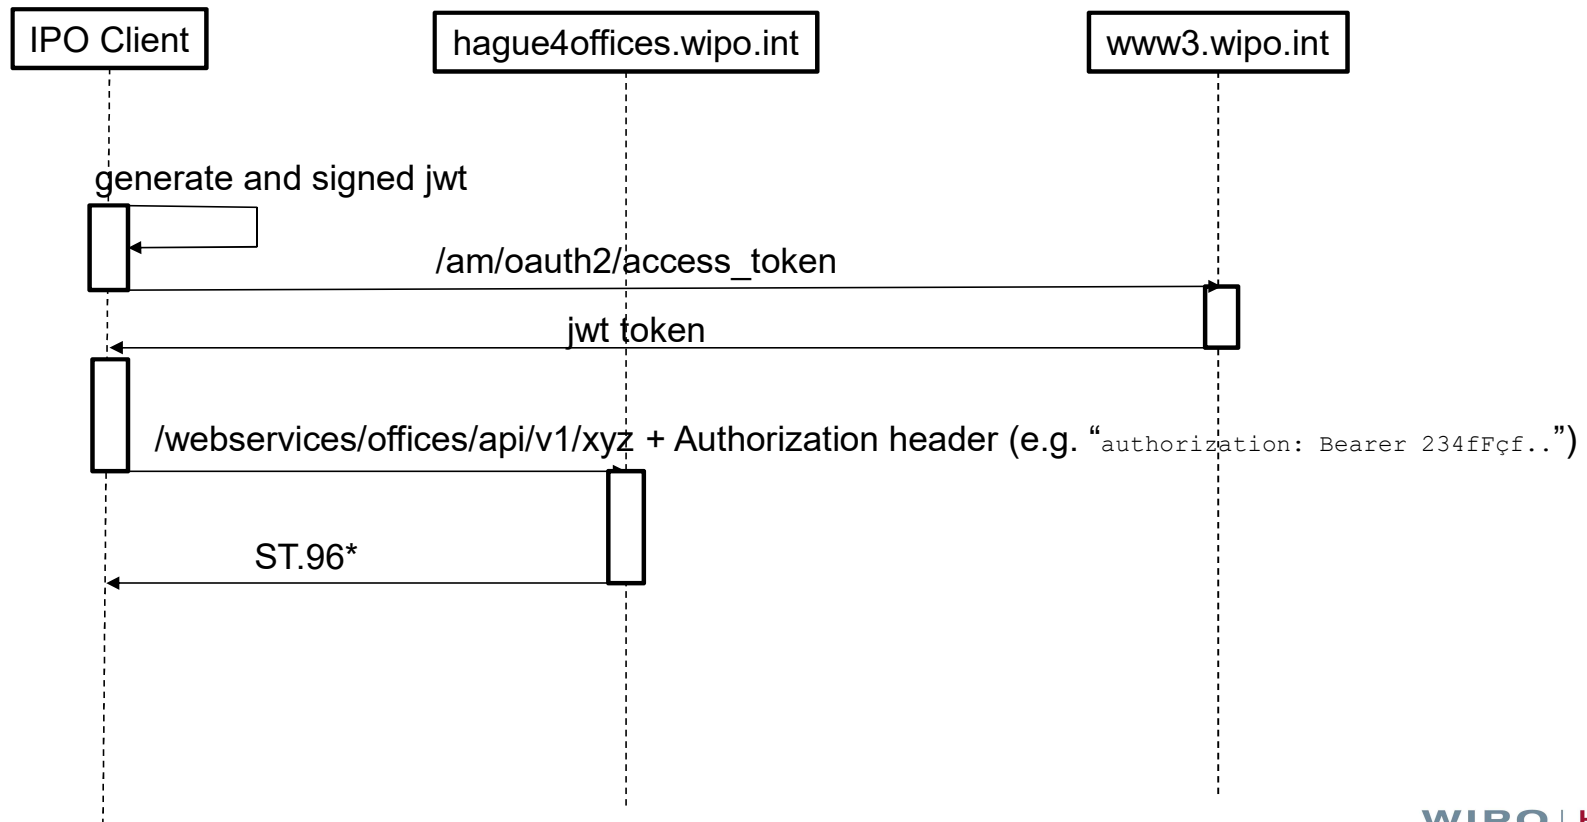 IPO Client
hague4offices.wipo.int
www3.wipo.int
generate and signed jwt
/am/oauth2/access_token
jwt token
/webservices/offices/api/v1/xyz + Authorization header (e.g. “authorization: Bearer 234fFçf..”)
ST.96*
WIPO